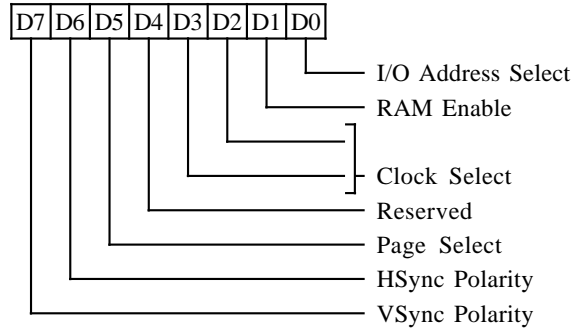 D7 D6 D5 D4 D3 D2 D1 D0
I/O Address Select
RAM Enable
Clock Select
Reserved
Page Select
HSync Polarity
VSync Polarity